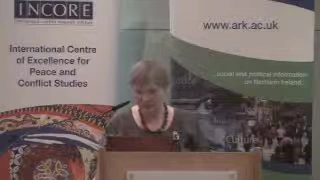 INCORE
International Centre
of Excellence for
Peace and
Conflict Studies
www.ark.ac.uk
...social and political information
on Northern Ireland...
Culture